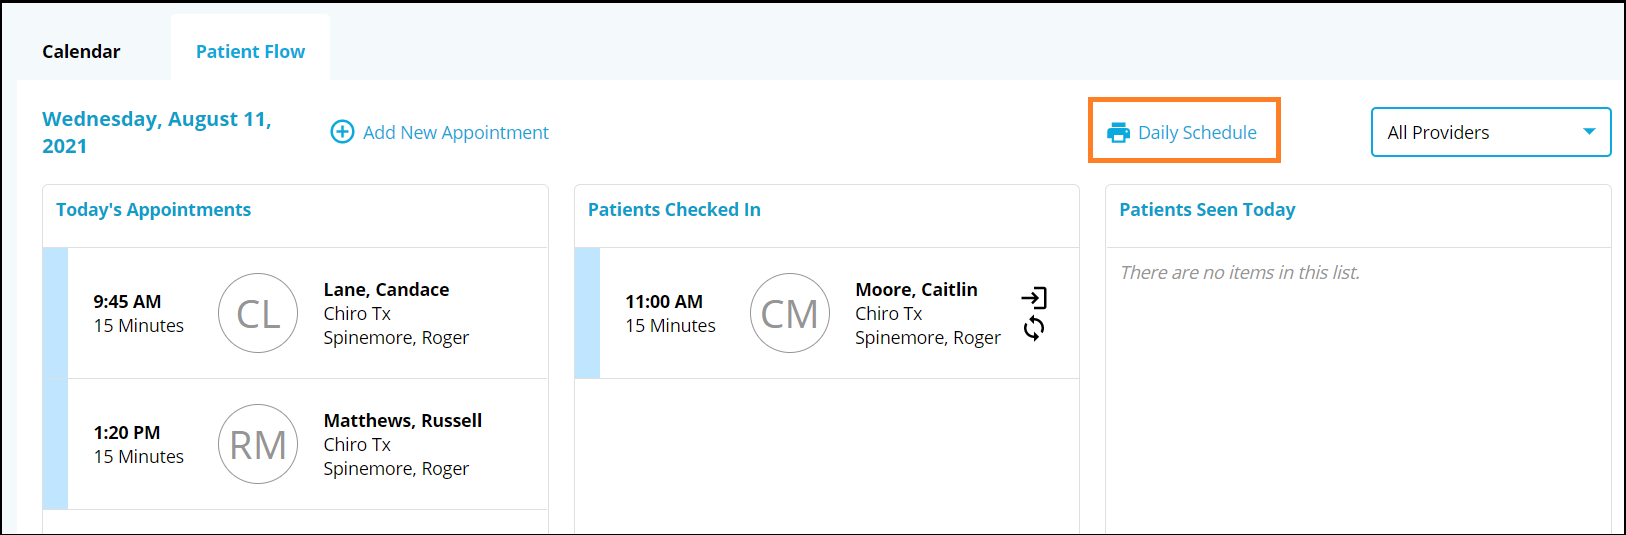 Calendar
Patient Flow
Wednesday, August 11,
2021
Add New Appointment
Daily Schedule
All Providers
Today's Appointments
9:45 AM
15 Minutes
CL
Lane, Candace
Chiro Tx
Spinemore, Roger
1:20 PM
15 Minutes
RM
Matthews, Russell
Chiro Tx
Spinemore, Roger
Patients Checked In
11:00 AM
15 Minutes
CM
Moore, Caitlin
Chiro Tx
Spinemore, Roger
Patients Seen Today
There are no items in this list.